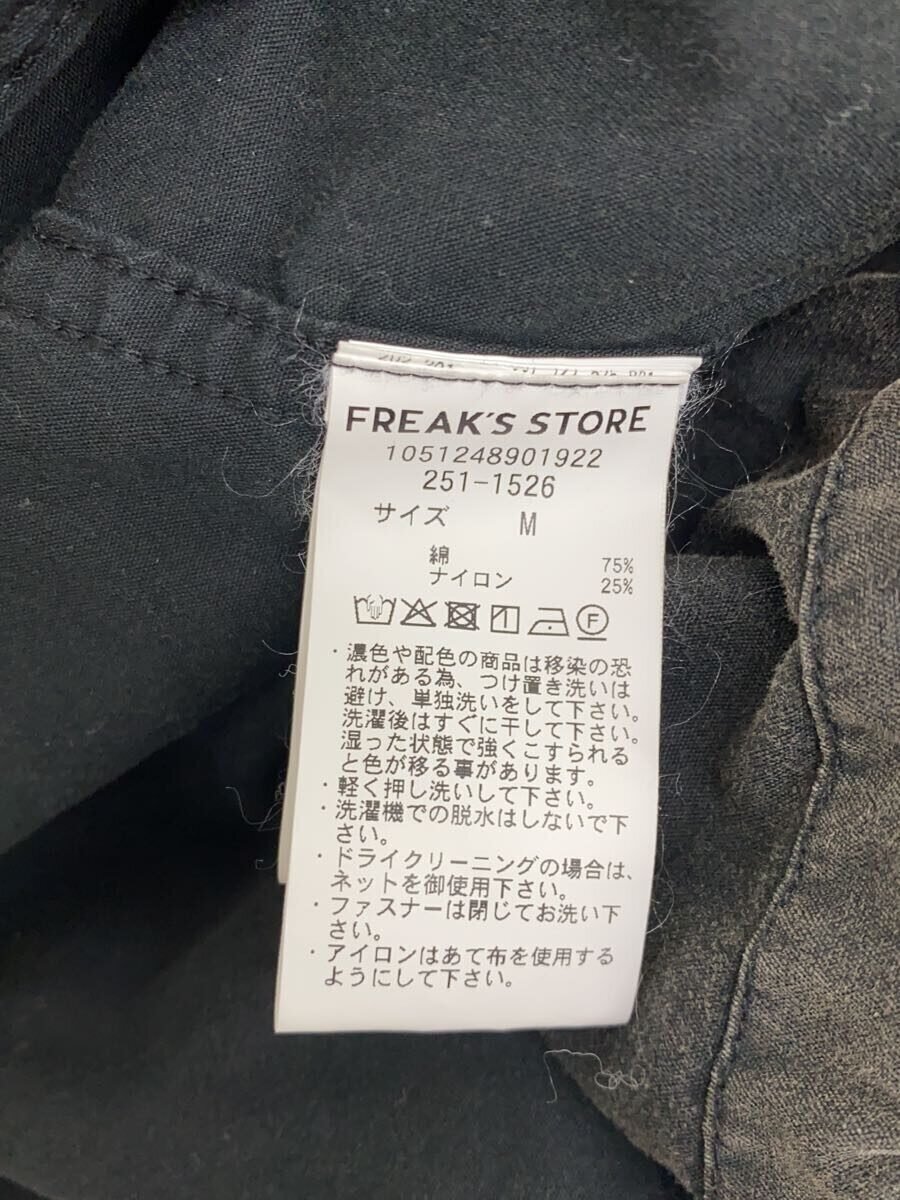 FREAK'S STORE
1051248901922
251-1526
サイズ M
綿 75%
ナイロン 25%
・濃色や配色の商品は移染の恐
れがある為、つけ置き洗いは
避け、単独洗いをして下さい。
洗濯後はすぐに干して下さい。
湿った状態で強くこすられる
と色が移る事があります。
・軽く押し洗いして下さい。
・洗濯機での脱水はしないで下
さい。
・ドライクリーニングの場合は、
ネットを御使用下さい。
・ファスナーは閉じてお洗い下
さい。
・アイロンはあて布を使用する
ようにして下さい。